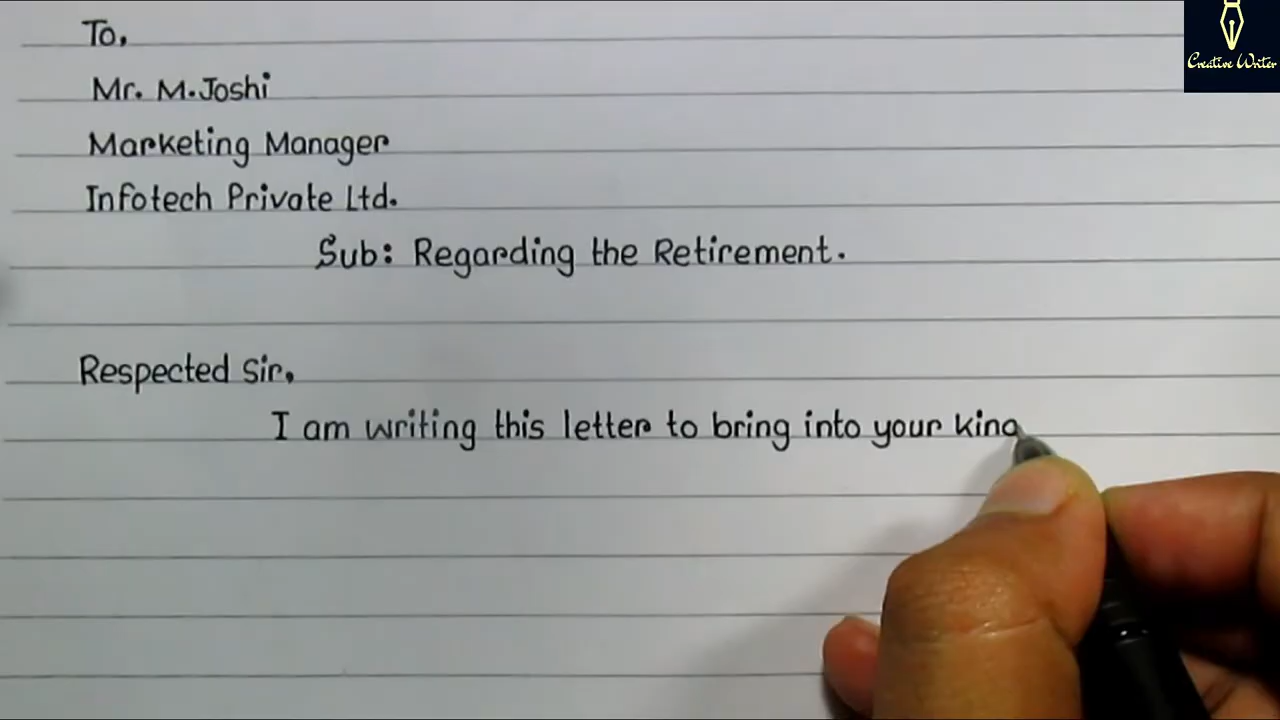 Creative Writer
To,
Mr. M. Joshi
Marketing Manager
Infotech Private Ltd.
Sub: Regarding the Retirement.
Respected Sir,
I am writing this letter to bring into your